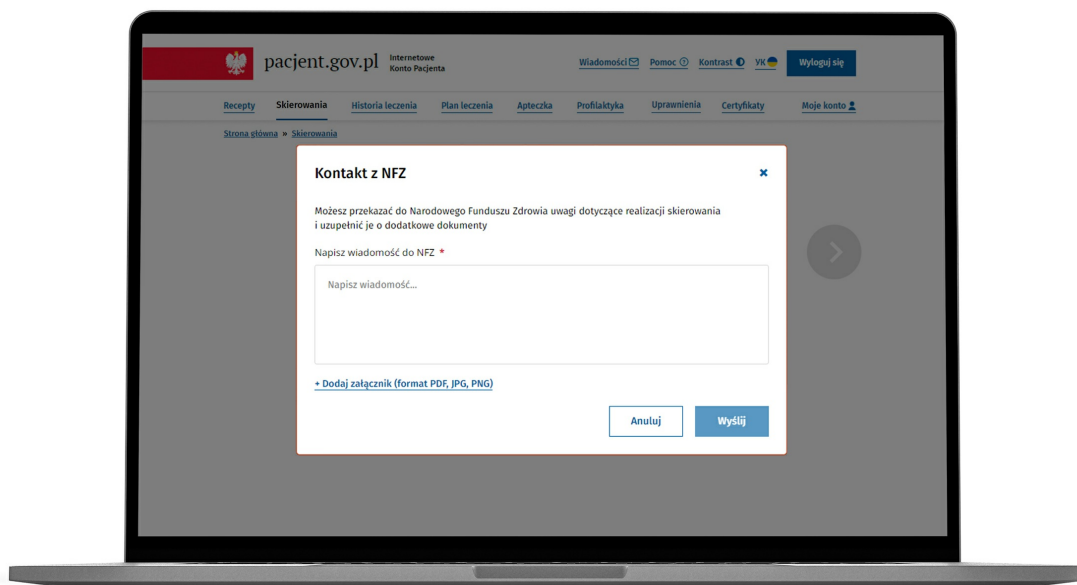 pacjent.gov.pl
Internetowe
Konto Pacjenta
Wiadomości
Pomoc
Kontrast
УК
Wyloguj się
Recepty
Skierowania
Historia leczenia
Plan leczenia
Apteczka
Profilaktyka
Uprawnienia
Certyfikaty
Moje konto
Strona główna » Skierowania
Kontakt z NFZ
Możesz przekazać do Narodowego Funduszu Zdrowia uwagi dotyczące realizacji skierowania
i uzupełnić je o dodatkowe dokumenty
Napisz wiadomość do NFZ *
Napisz wiadomość...
+ Dodaj załącznik (format PDF, JPG, PNG)
Anuluj
Wyślij